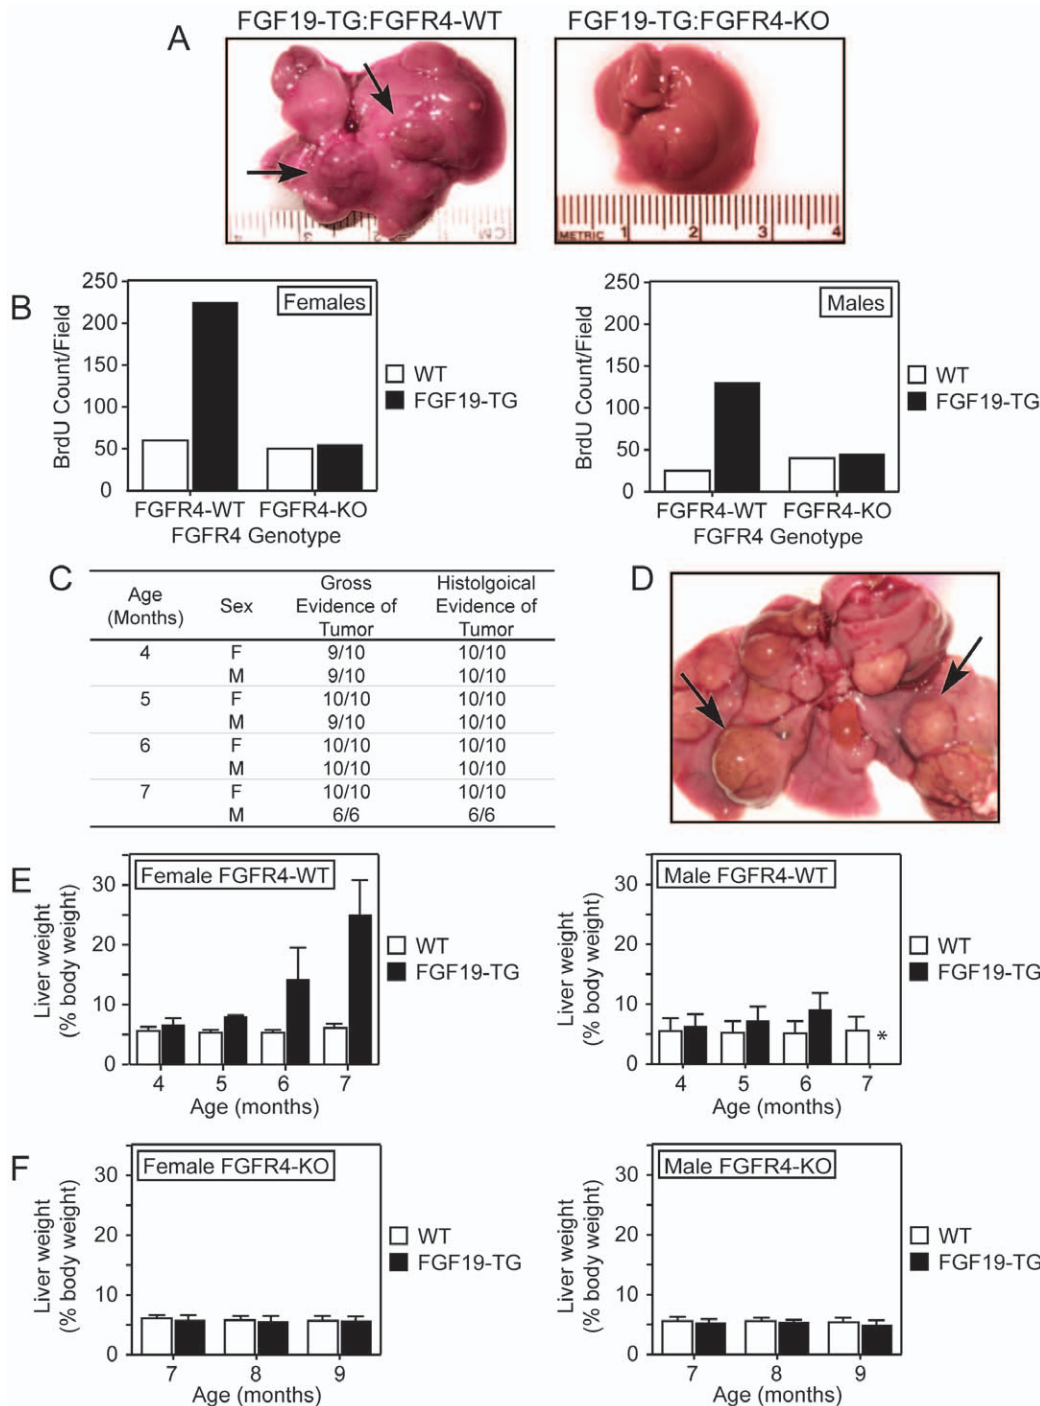 A
FGF19-TG:FGFR4-WT
FGF19-TG:FGFR4-KO
4 3 2 CM
METRIC 1 2 3 4
B
BrdU Count/Field
250
200
150
100
50
0
Females
WT
FGF19-TG
FGFR4-WT FGFR4-KO
FGFR4 Genotype
BrdU Count/Field
250
200
150
100
50
0
Males
WT
FGF19-TG
FGFR4-WT FGFR4-KO
FGFR4 Genotype
C
Age (Months) Sex Gross Evidence of Tumor Histolgoical Evidence of Tumor
4 F 9/10 10/10
M 9/10 10/10
5 F 10/10 10/10
M 9/10 10/10
6 F 10/10 10/10
M 10/10 10/10
7 F 10/10 10/10
M 6/6 6/6
D
E
Liver weight
(% body weight)
30
20
10
0
Female FGFR4-WT
WT
FGF19-TG
4 5 6 7
Age (months)
Liver weight
(% body weight)
30
20
10
0
Male FGFR4-WT
*
WT
FGF19-TG
4 5 6 7
Age (months)
F
Liver weight
(% body weight)
30
20
10
0
Female FGFR4-KO
WT
FGF19-TG
7 8 9
Age (months)
Liver weight
(% body weight)
30
20
10
0
Male FGFR4-KO
WT
FGF19-TG
7 8 9
Age (months)